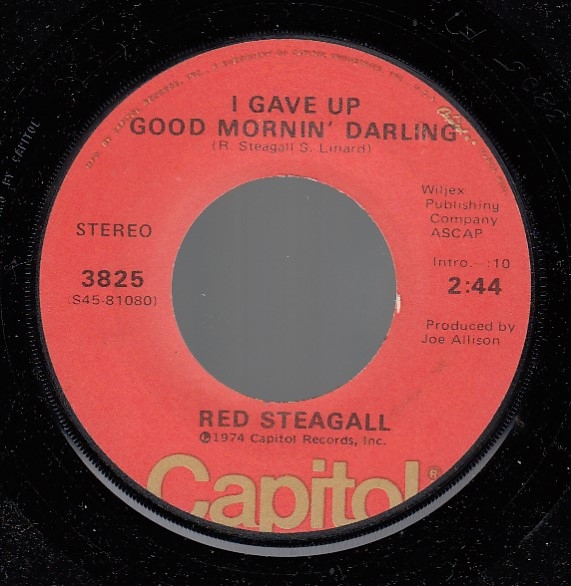 I GAVE UP
GOOD MORNIN' DARLING
(R. Steagall S. Linard)
STEREO
3825
(S45-81080)
Wiljex
Publishing
Company
ASCAP
Intro.–:10
2:44
Produced by
Joe Allison
RED STEAGALL
℗1974 Capitol Records, Inc.
Capitol®